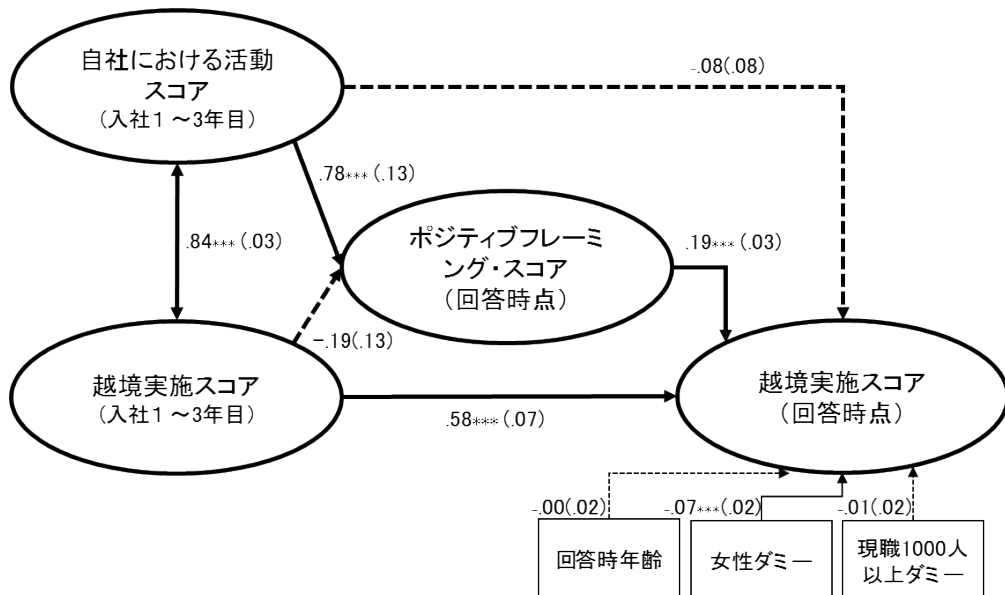 自社における活動
スコア
(入社1～3年目)
-.08(.08)
.78***(.13)
.84***(.03)
ポジティブフレーミ
ング・スコア
(回答時点)
.19***(.03)
-.19(.13)
越境実施スコア
(入社1～3年目)
.58***(.07)
越境実施スコア
(回答時点)
-.00(.02)
-.07***(.02)
-.01(.02)
回答時年齢
女性ダミー
現職1000人
以上ダミー